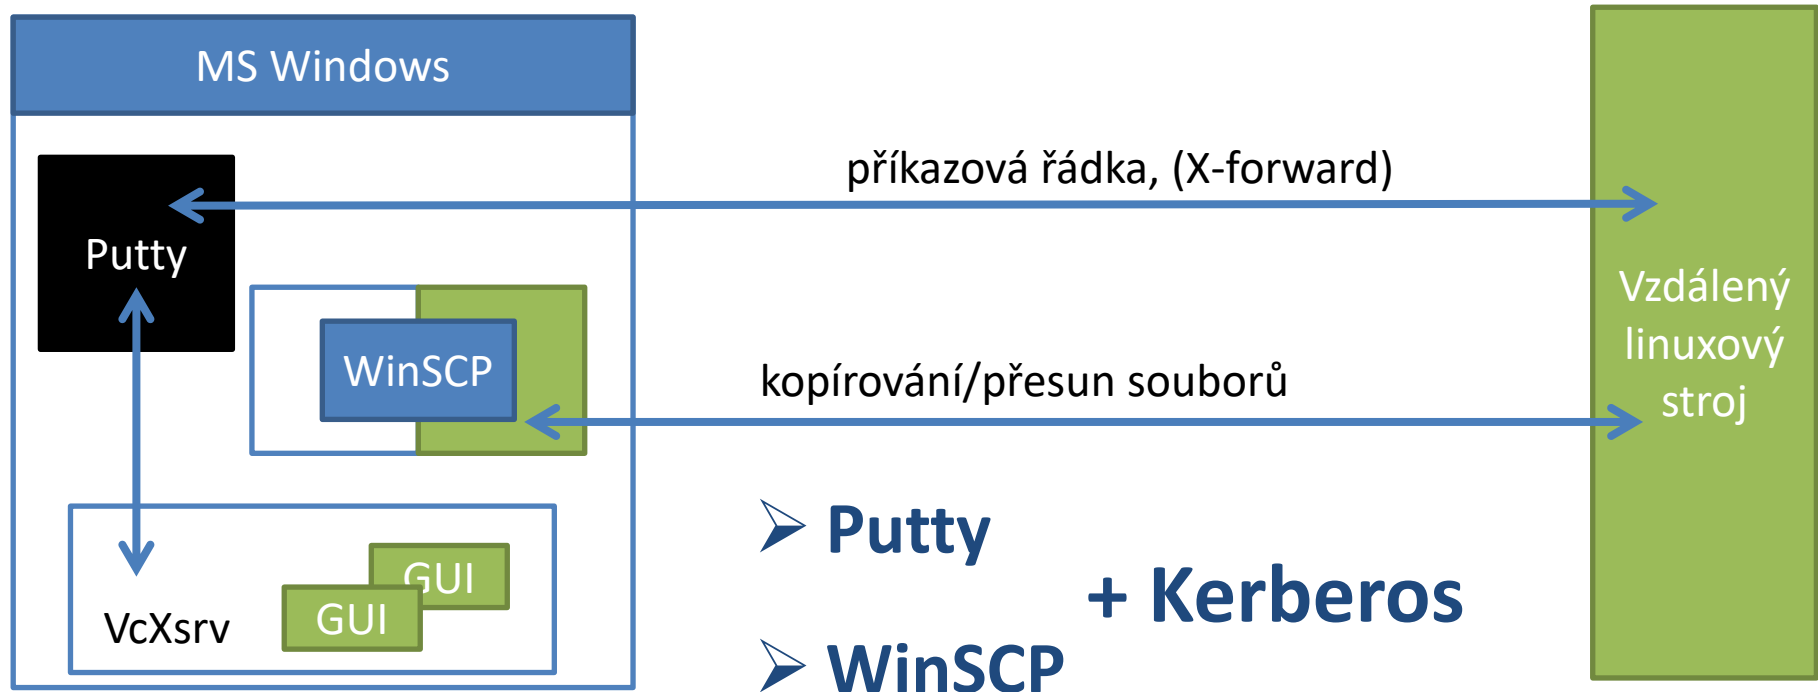 MS Windows
příkazová řádka, (X-forward)
Putty
Vzdálený
linuxový
stroj
WinSCP
kopírování/přesun souborů
➢ Putty
+ Kerberos
➢ WinSCP
GUI
GUI
VcXsrv